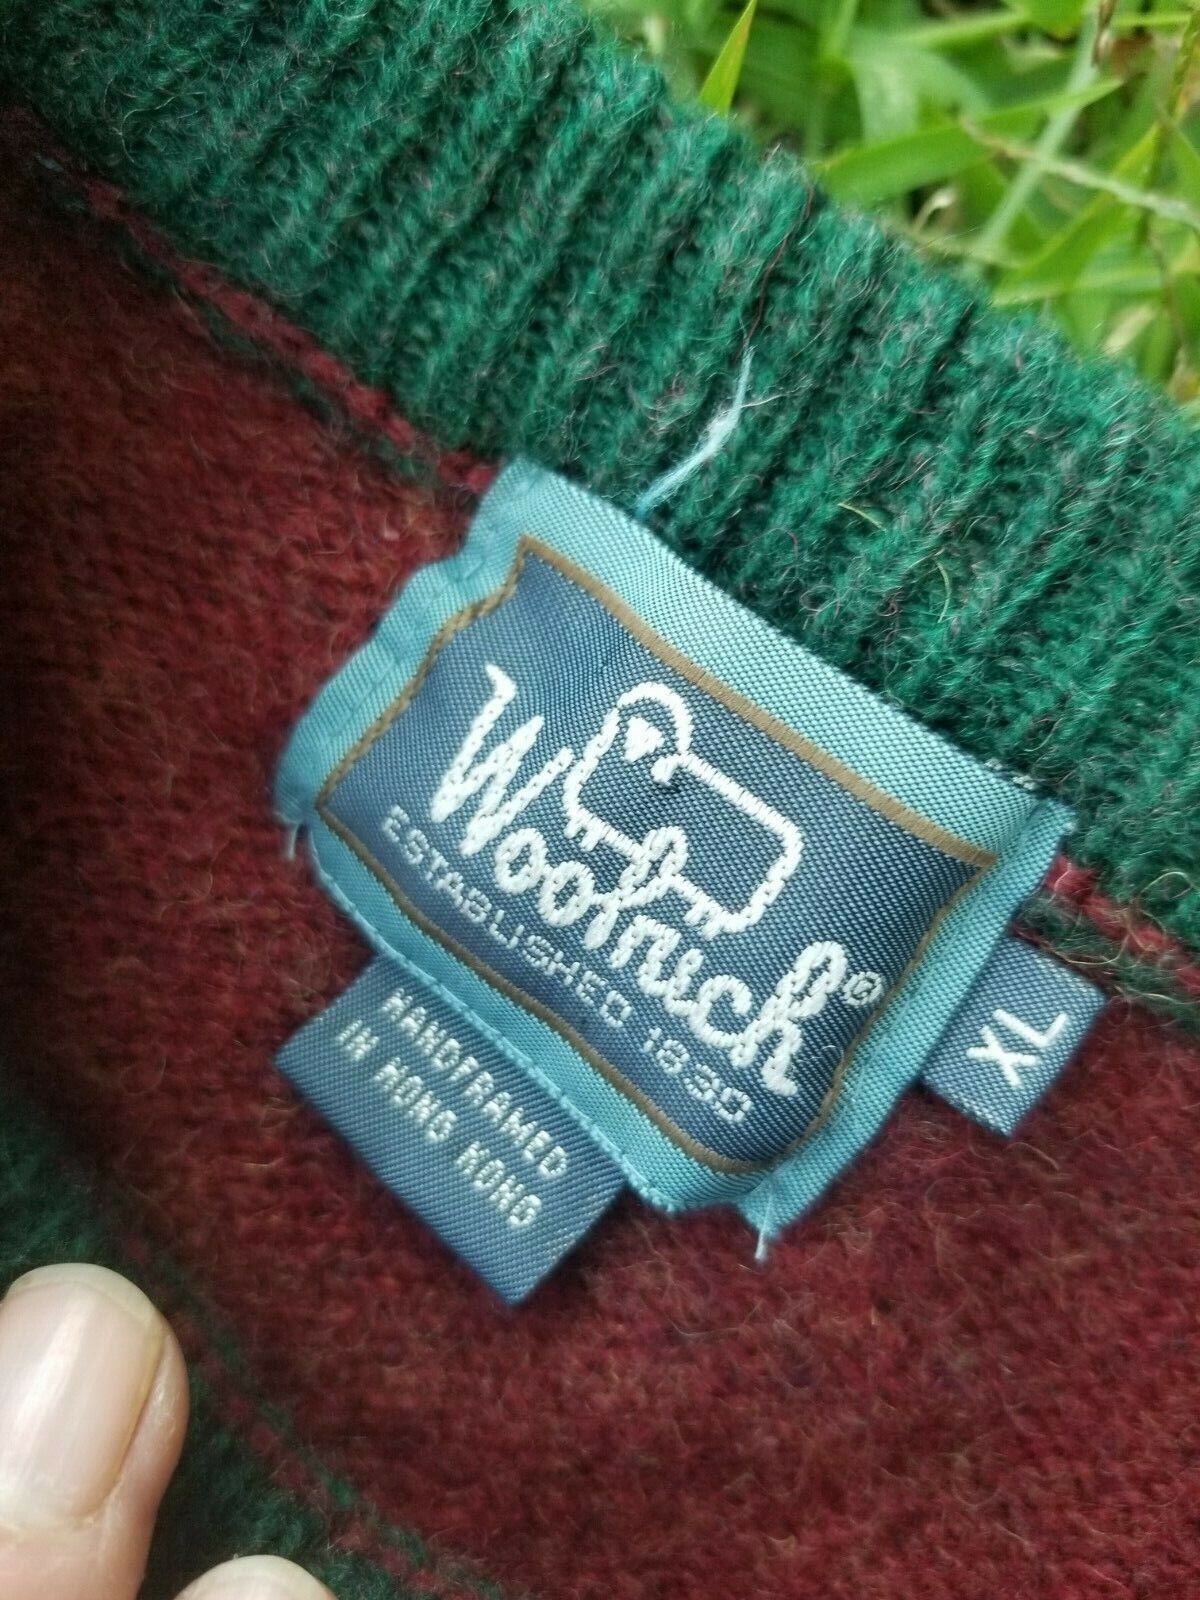 Woolrich®
ESTABLISHED 1830
XL
HANDFRAMED
IN HONG KONG